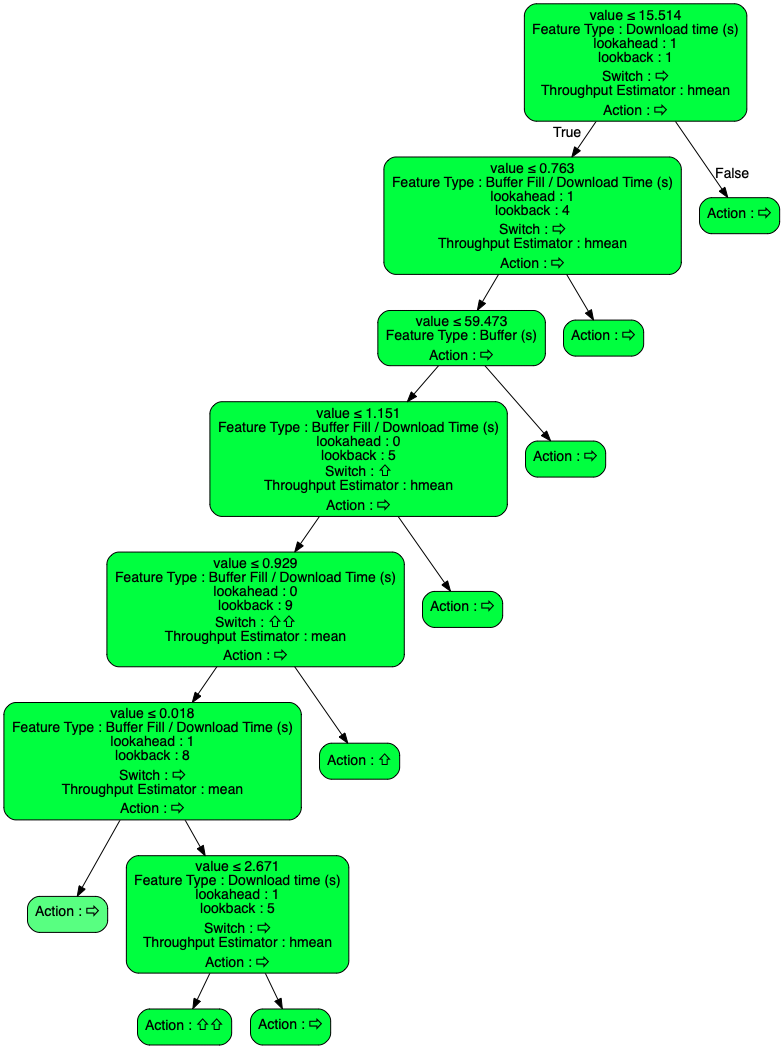 value ≤ 15.514
Feature Type : Download time (s)
lookahead : 1
lookback : 1
Switch : ⇨
Throughput Estimator : hmean
Action : ⇨
True
False
value ≤ 0.763
Feature Type : Buffer Fill / Download Time (s)
lookahead : 1
lookback : 4
Switch : ⇨
Throughput Estimator : hmean
Action : ⇨
Action : ⇨
value ≤ 59.473
Feature Type : Buffer (s)
Action : ⇨
Action : ⇨
value ≤ 1.151
Feature Type : Buffer Fill / Download Time (s)
lookahead : 0
lookback : 5
Switch : ⇧
Throughput Estimator : hmean
Action : ⇨
Action : ⇨
value ≤ 0.929
Feature Type : Buffer Fill / Download Time (s)
lookahead : 0
lookback : 9
Switch : ⇧⇧
Throughput Estimator : mean
Action : ⇨
Action : ⇨
value ≤ 0.018
Feature Type : Buffer Fill / Download Time (s)
lookahead : 1
lookback : 8
Switch : ⇨
Throughput Estimator : mean
Action : ⇨
Action : ⇧
value ≤ 2.671
Feature Type : Download time (s)
lookahead : 1
lookback : 5
Switch : ⇨
Throughput Estimator : hmean
Action : ⇨
Action : ⇨
Action : ⇧⇧
Action : ⇨